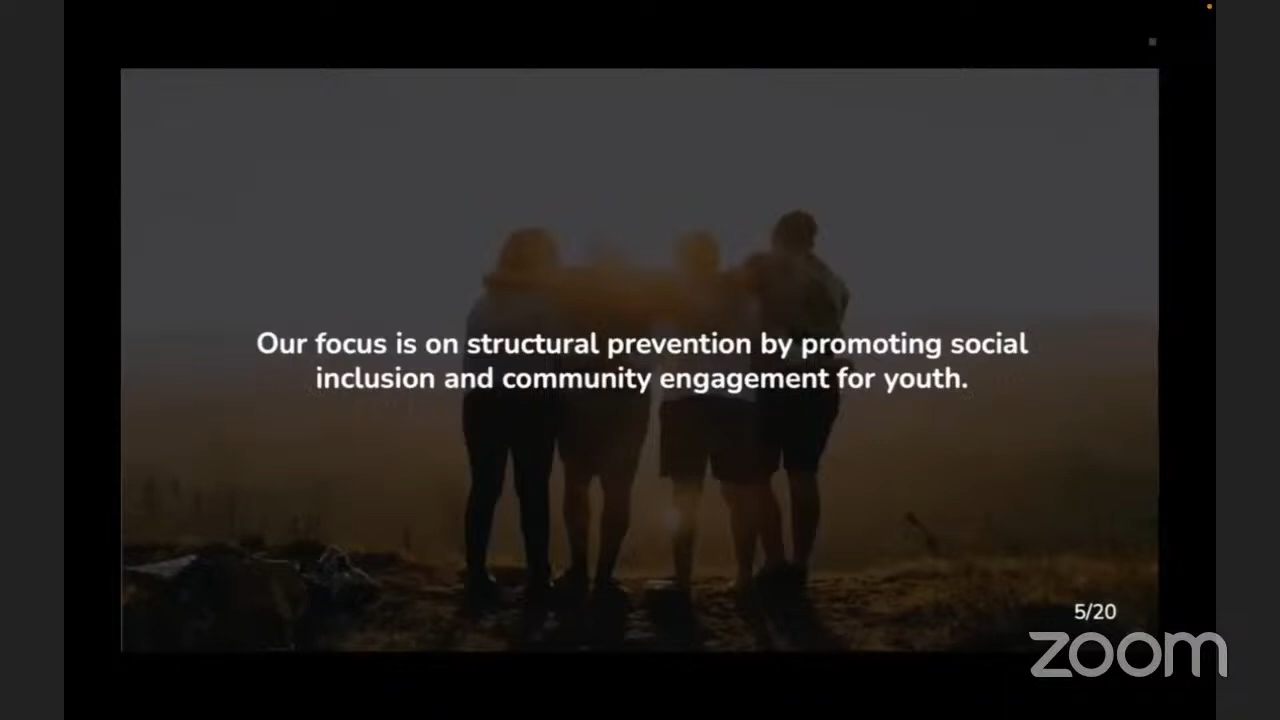 Our focus is on structural prevention by promoting social
inclusion and community engagement for youth.
5/20
zoom